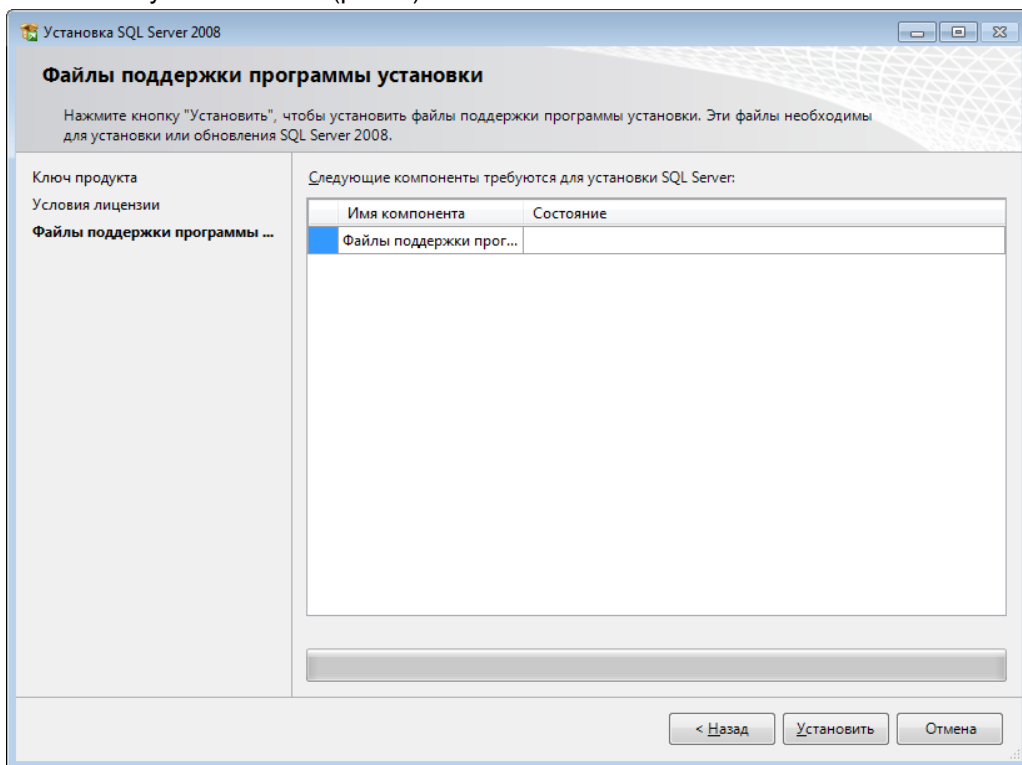 Установка SQL Server 2008
Файлы поддержки программы установки
Нажмите кнопку "Установить", чтобы установить файлы поддержки программы установки. Эти файлы необходимы
для установки или обновления SQL Server 2008.
Ключ продукта
Условия лицензии
Файлы поддержки программы ...
Следующие компоненты требуются для установки SQL Server:
Имя компонента Состояние
Файлы поддержки прог...
< Назад Установить Отмена